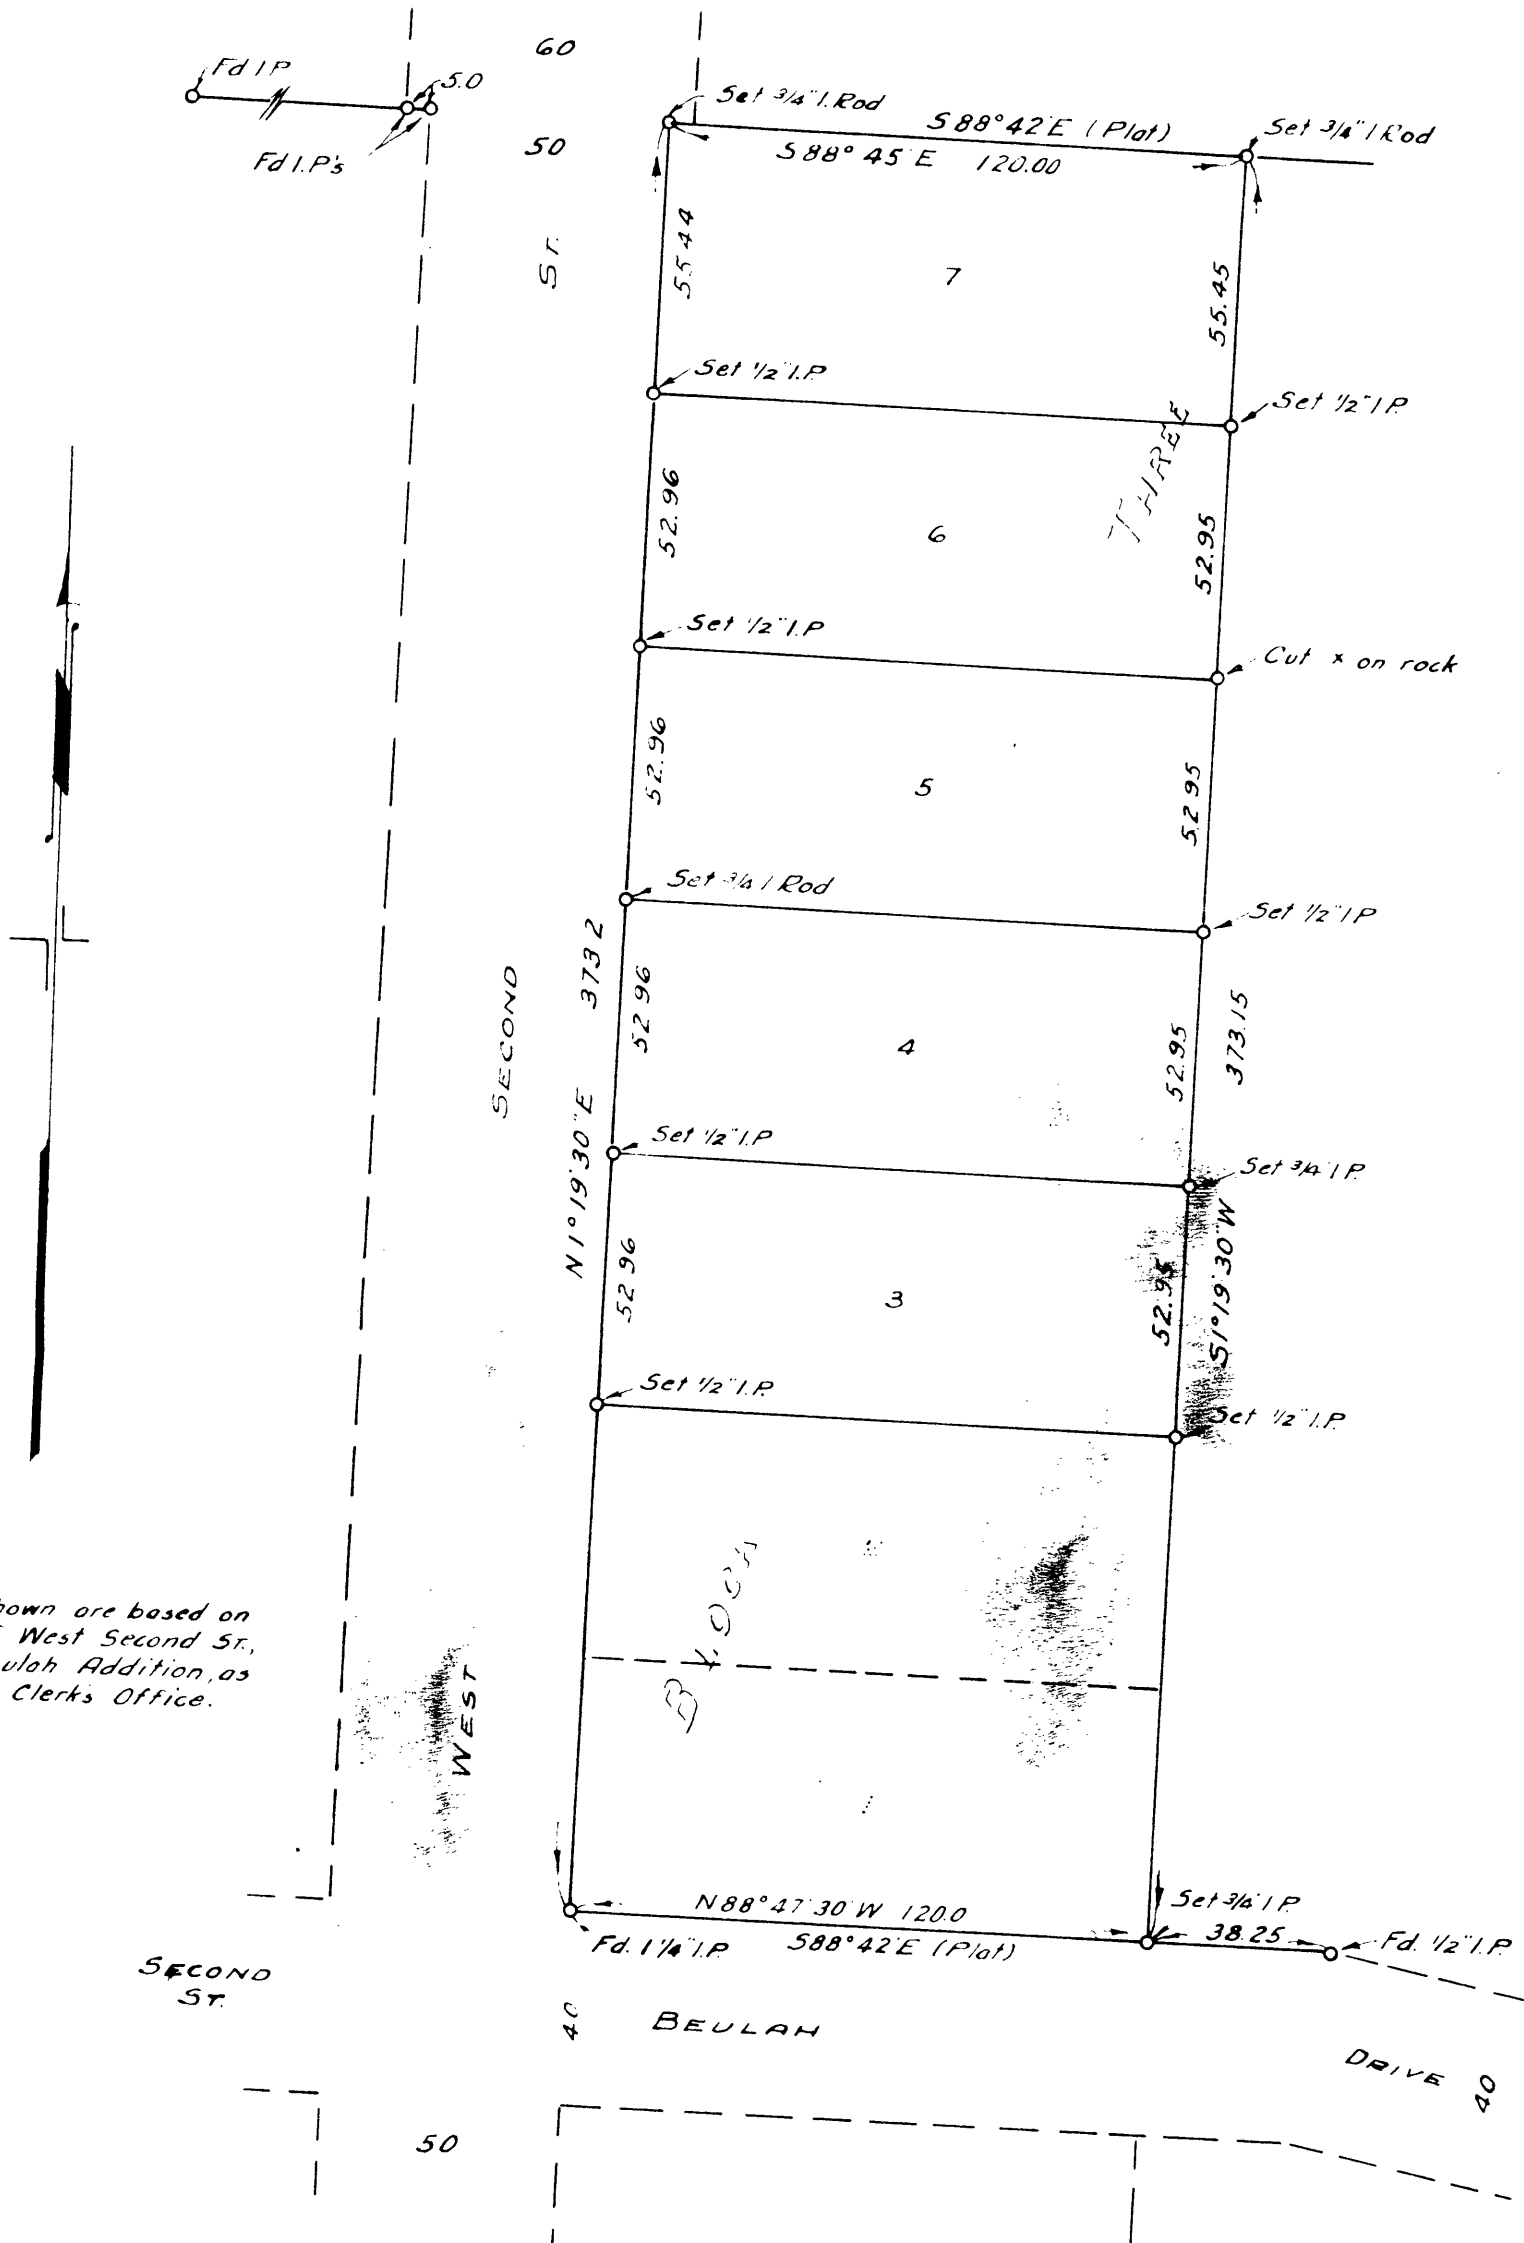 60
Fd I.P
5.0
Set 3/4" I. Rod
S 88° 42' E (Plat)
Set 3/4" I Rod
Fd I.P's
50
S 88° 45' E 120.00
ST.
55 44
7
55.45
Set 1/2" I.P
Set 1/2" I P.
THREE
52.96
6
52.95
Set 1/2" I.P
Cut x on rock
52.96
5
52 95
Set 3/4 I Rod
Set 1/2" I P
SECOND
373 2
52 96
4
52.95
373.15
N 1° 19' 30" E
Set 1/2" I.P
Set 3/4" I P.
52 96
3
52.95
S 1° 19' 30" W
Set 1/2" I.P.
Set 1/2" I.P
BLOCK
hown are based on
West Second St.,
ulah Addition, as
Clerk's Office.
WEST
1
N 88° 47' 30" W 120.0
Set 3/4" I P.
Fd. 1 1/4" I.P.
S 88° 42' E (Plat)
38.25
Fd. 1/2" I.P.
SECOND
ST.
40
BEULAH
DRIVE
40
50